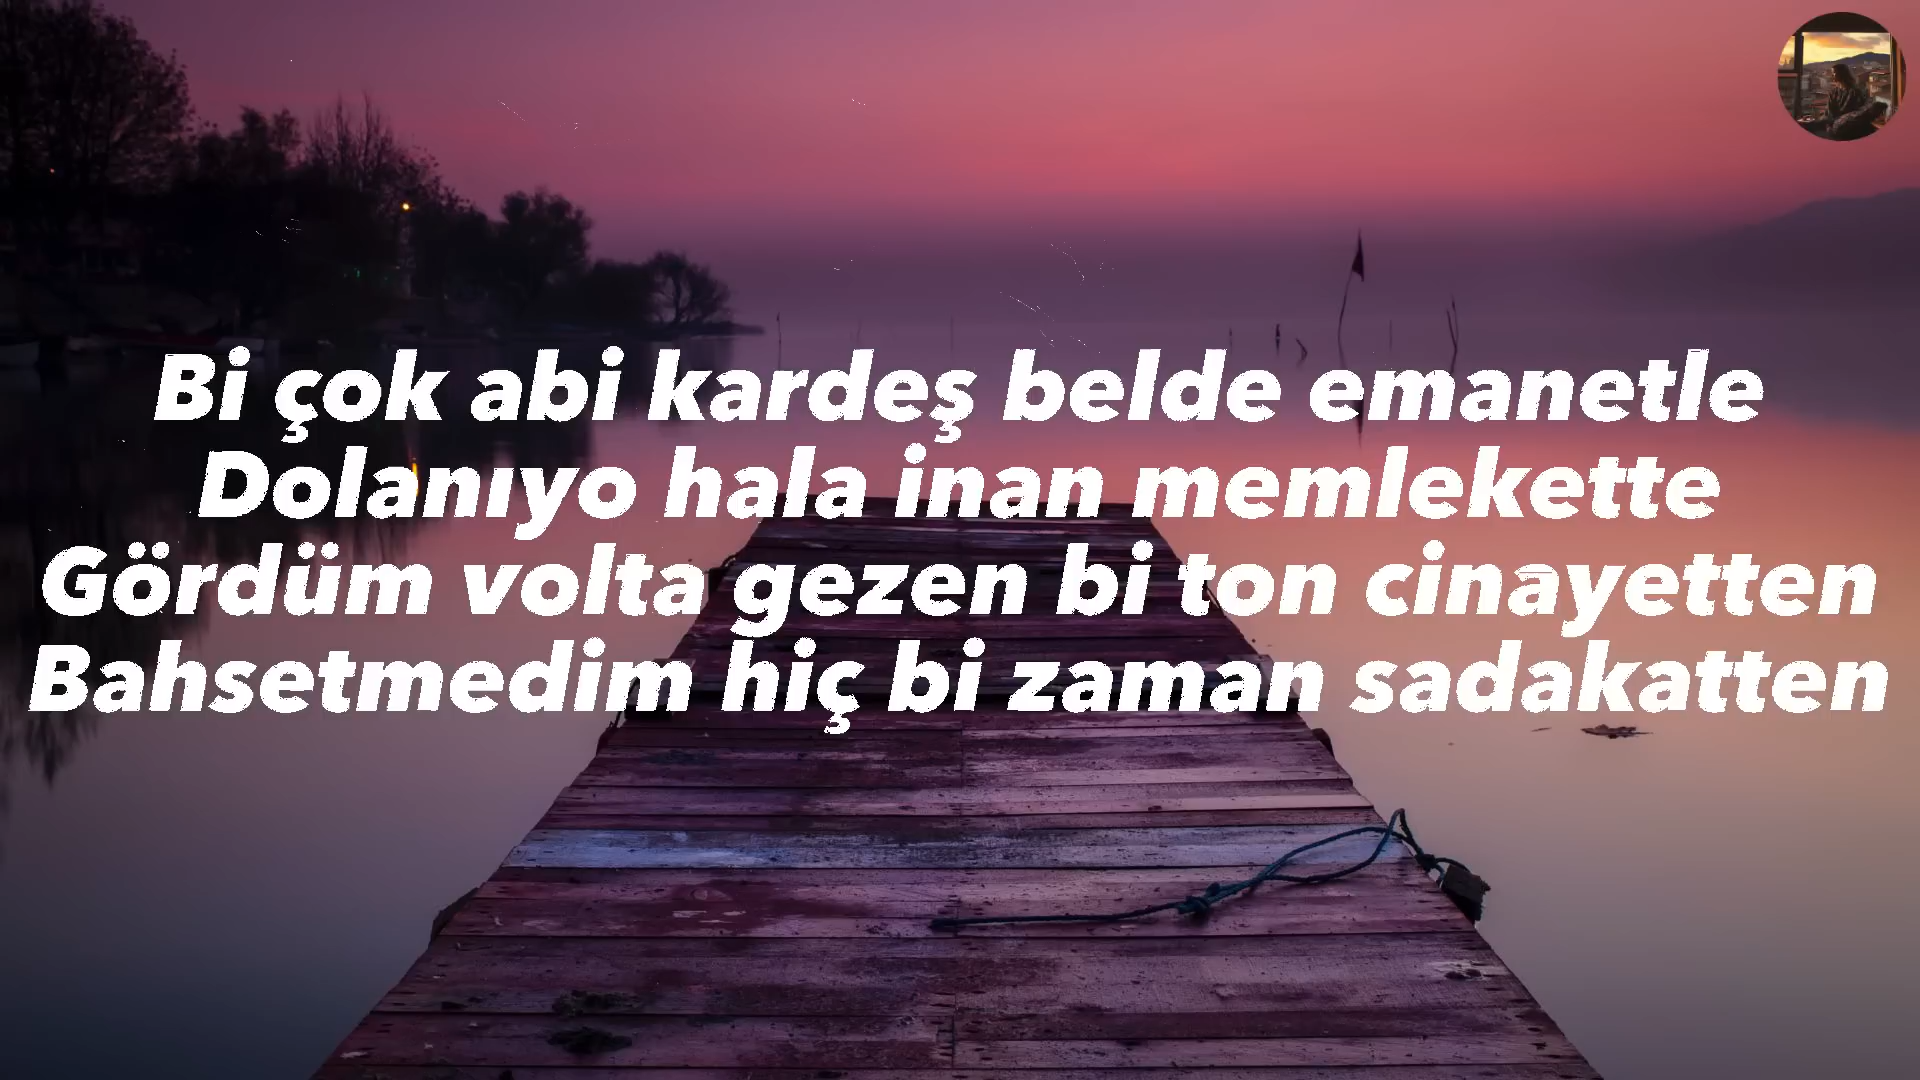 Bi çok abi kardeş belde emanetle
Dolanıyo hala inan memlekette
Gördüm volta gezen bi ton cinayetten
Bahsetmedim hiç bi zaman sadakatten